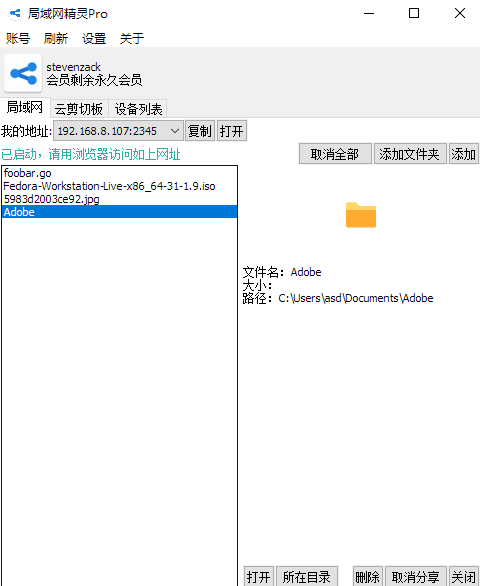 局域网精灵Pro
账号 刷新 设置 关于
stevenzack
会员剩余永久会员
局域网 云剪切板 设备列表
我的地址: 192.168.8.107:2345 复制 打开
已启动，请用浏览器访问如上网址 取消全部 添加文件夹 添加
foobar.go
Fedora-Workstation-Live-x86_64-31-1.9.iso
5983d2003ce92.jpg
Adobe
文件名：Adobe
大小：
路径：C:\Users\asd\Documents\Adobe
打开 所在目录 删除 取消分享 关闭